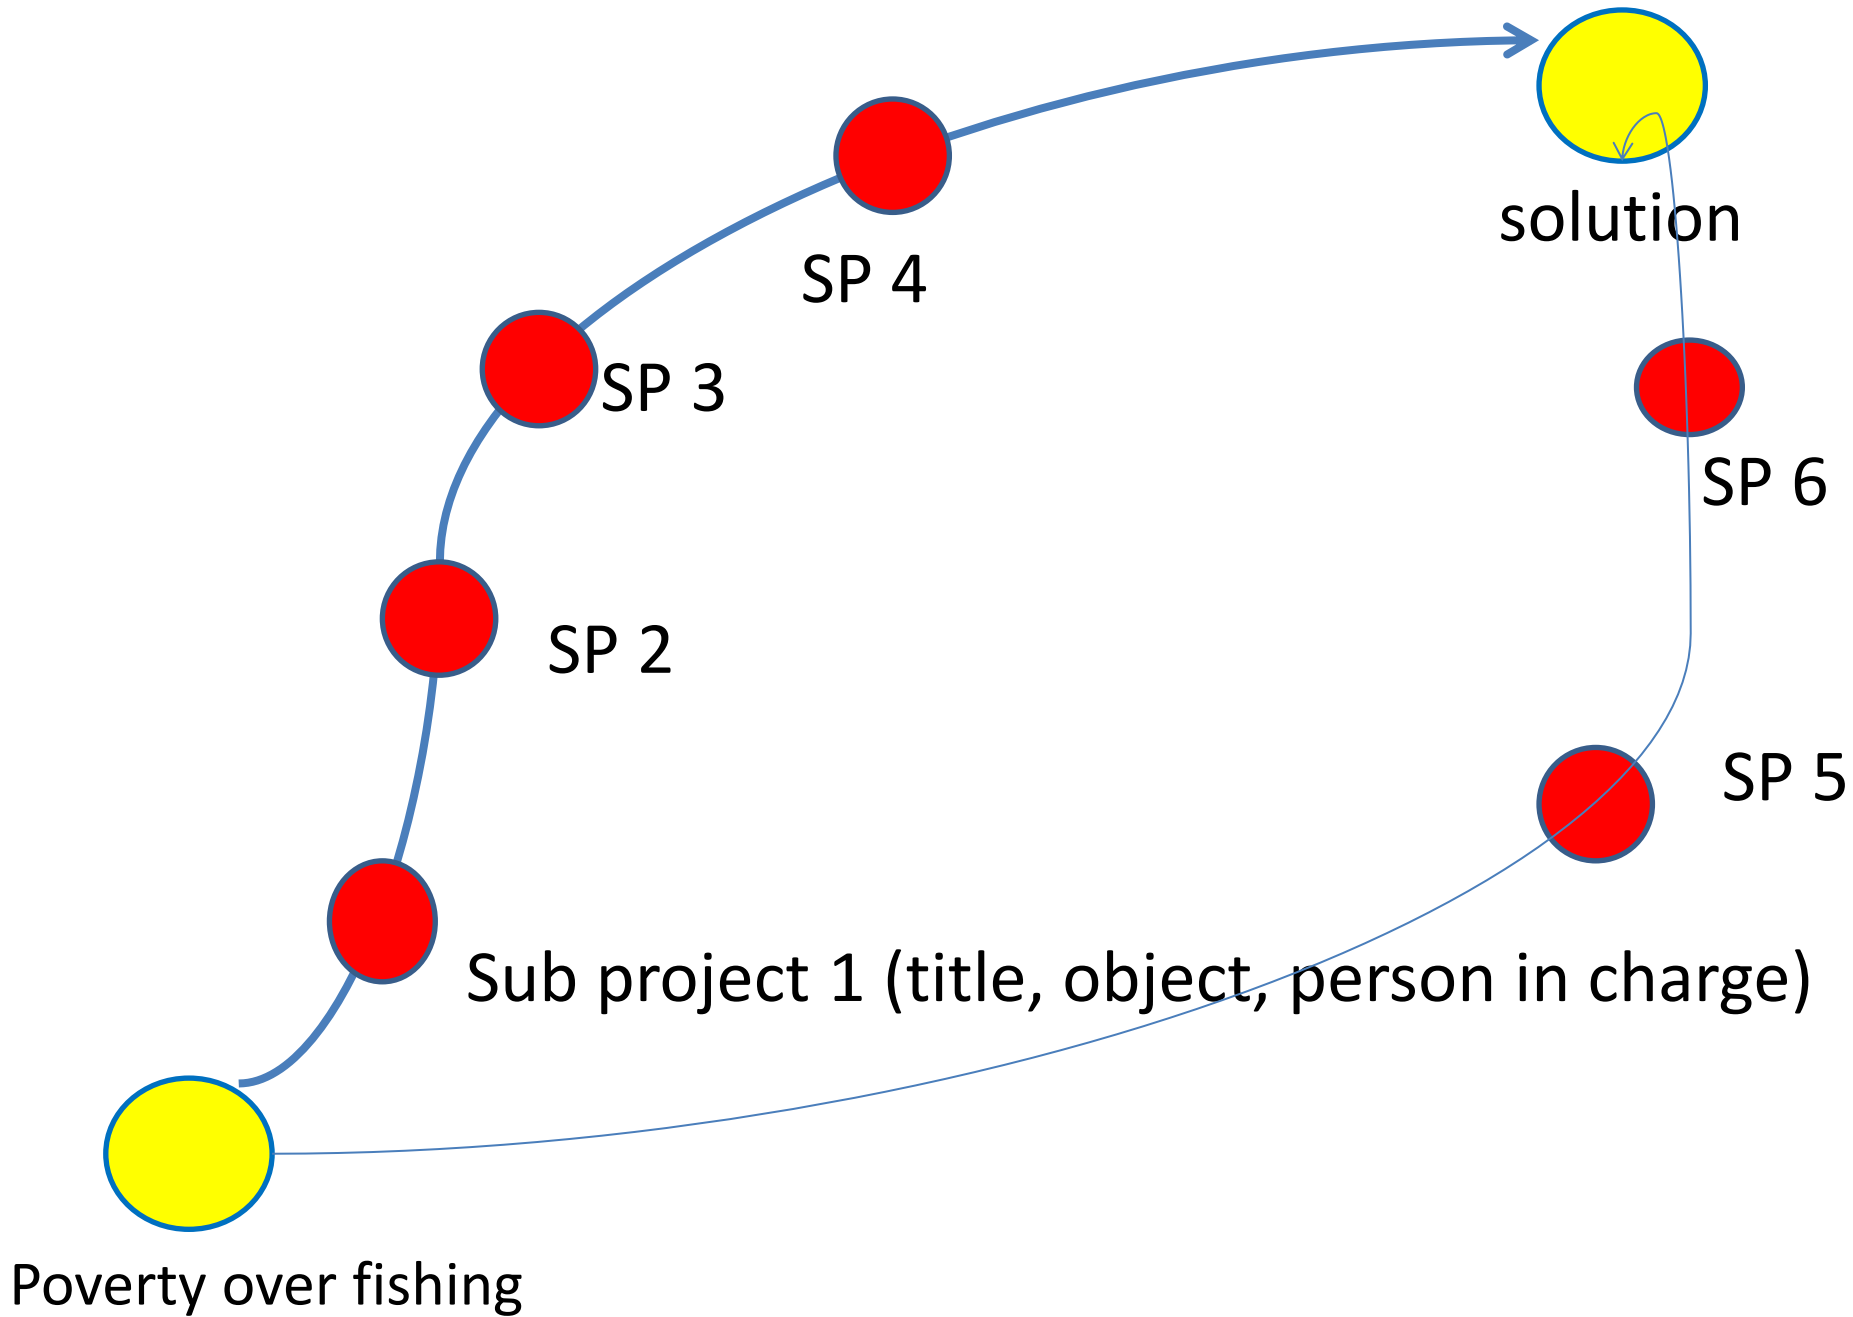 solution
SP 4
SP 3
SP 6
SP 2
SP 5
Sub project 1 (title, object, person in charge)
Poverty over fishing